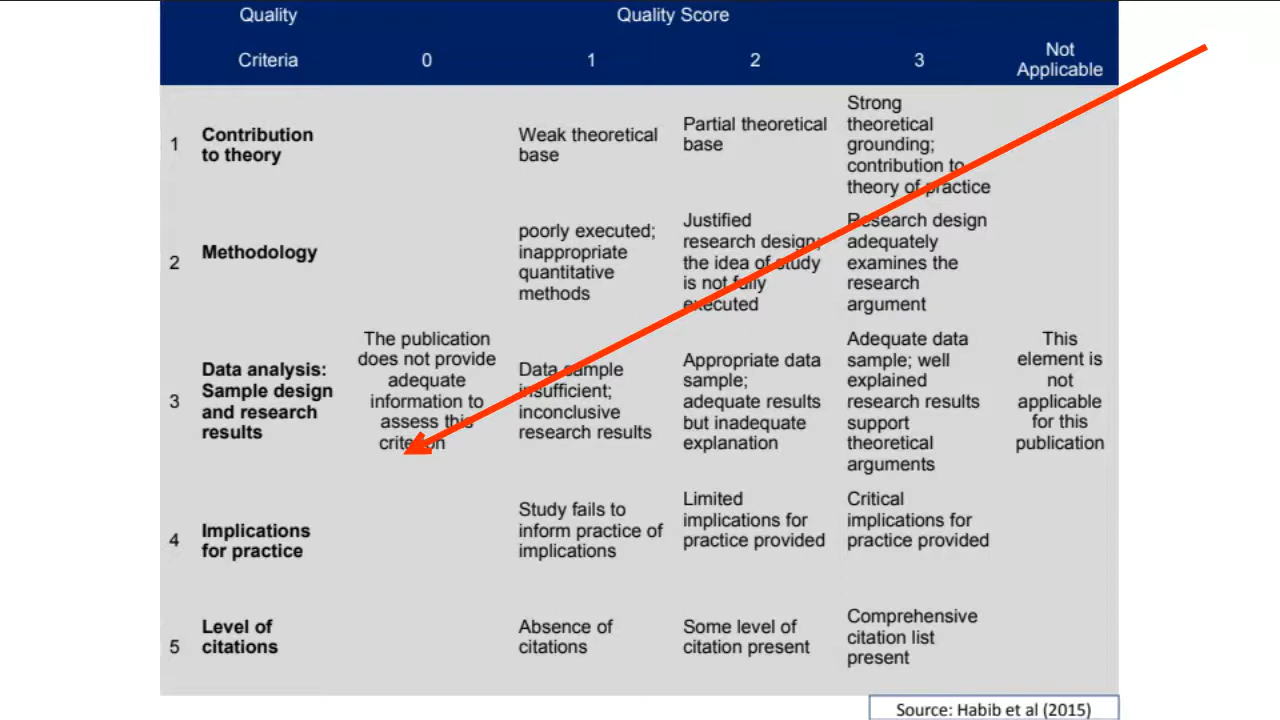 Quality
Quality Score
Criteria
0
1
2
3
Not
Applicable
1
Contribution
to theory
Weak theoretical
base
Partial theoretical
base
Strong
theoretical
grounding;
contribution to
theory of practice
2
Methodology
poorly executed;
inappropriate
quantitative
methods
Justified
research design;
the idea of study
is not fully
executed
Research design
adequately
examines the
research
argument
3
Data analysis:
Sample design
and research
results
The publication
does not provide
adequate
information to
assess this
criterion
Data sample
insufficient;
inconclusive
research results
Appropriate data
sample;
adequate results
but inadequate
explanation
Adequate data
sample; well
explained
research results
support
theoretical
arguments
This
element is
not
applicable
for this
publication
4
Implications
for practice
Study fails to
inform practice of
implications
Limited
implications for
practice provided
Critical
implications for
practice provided
5
Level of
citations
Absence of
citations
Some level of
citation present
Comprehensive
citation list
present
Source: Habib et al (2015)